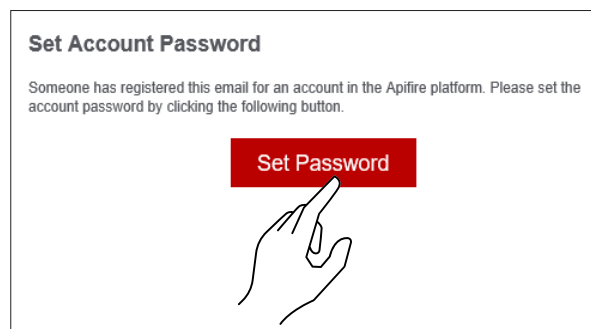 Set Account Password
Someone has registered this email for an account in the Apifire platform. Please set the
account password by clicking the following button.
Set Password